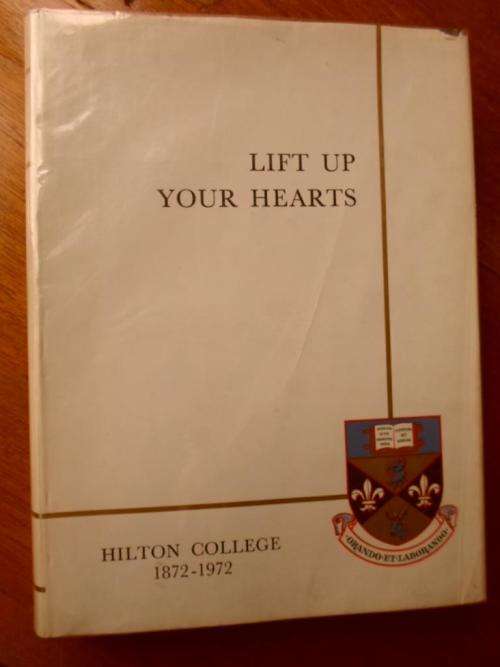 LIFT UP
YOUR HEARTS
ORANDO·ET·LABORANDO
HILTON COLLEGE
1872-1972